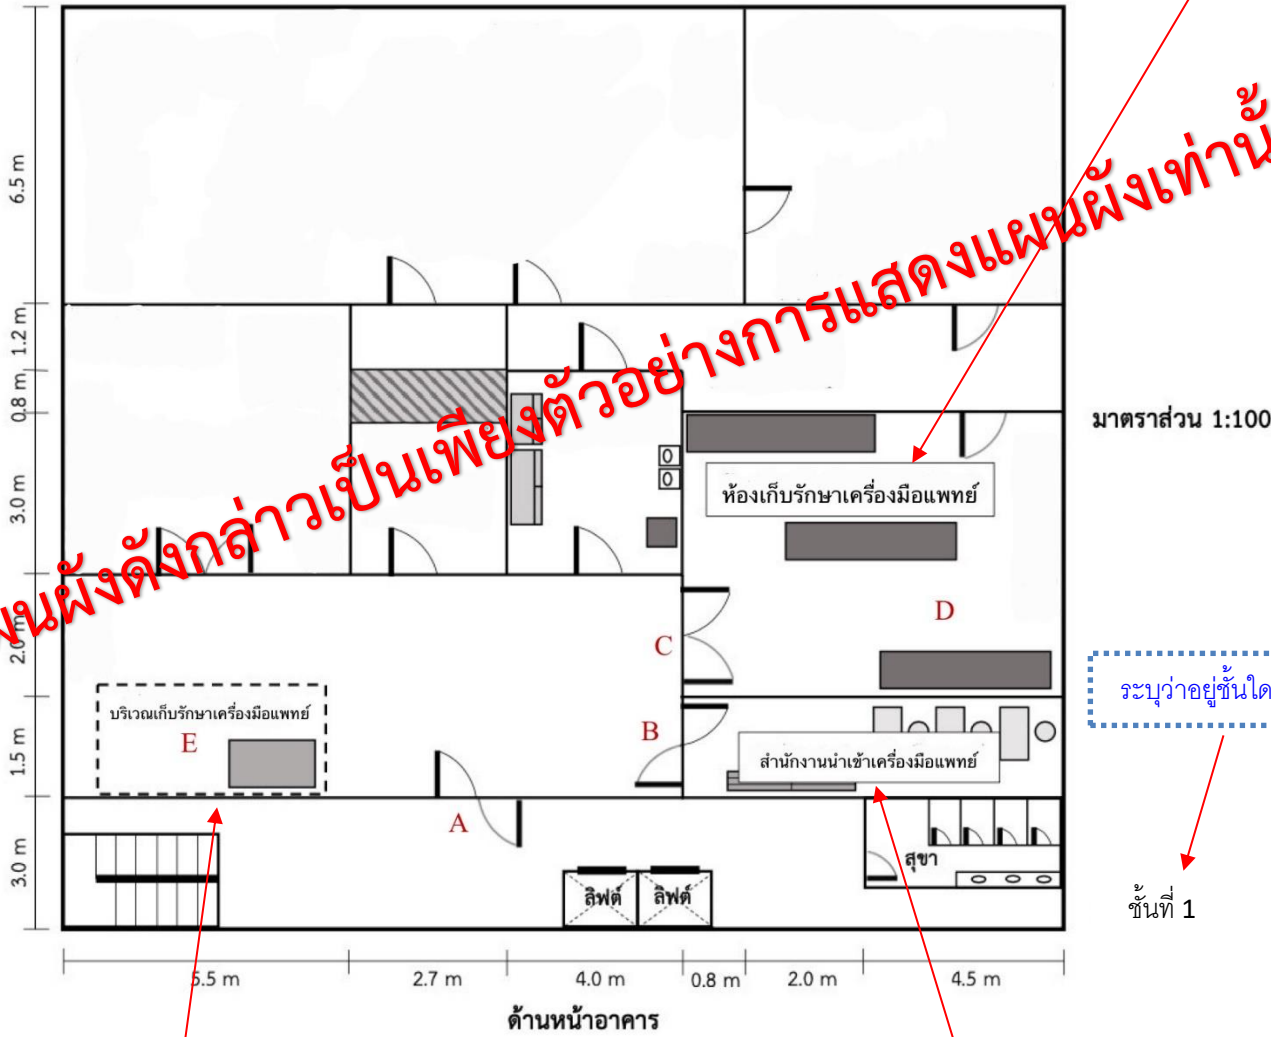 แผนผังดังกล่าวเป็นเพียงตัวอย่างการแสดงแผนผังเท่านั้น
6.5 m
1.2 m
0.8 m
3.0 m
2.0 m
1.5 m
3.0 m
มาตราส่วน 1:100
ห้องเก็บรักษาเครื่องมือแพทย์
D
C
ระบุว่าอยู่ชั้นใด
บริเวณเก็บรักษาเครื่องมือแพทย์
E
B
สำนักงานนำเข้าเครื่องมือแพทย์
A
สุขา
ลิฟต์
ลิฟต์
ชั้นที่ 1
5.5 m
2.7 m
4.0 m
0.8 m
2.0 m
4.5 m
ด้านหน้าอาคาร